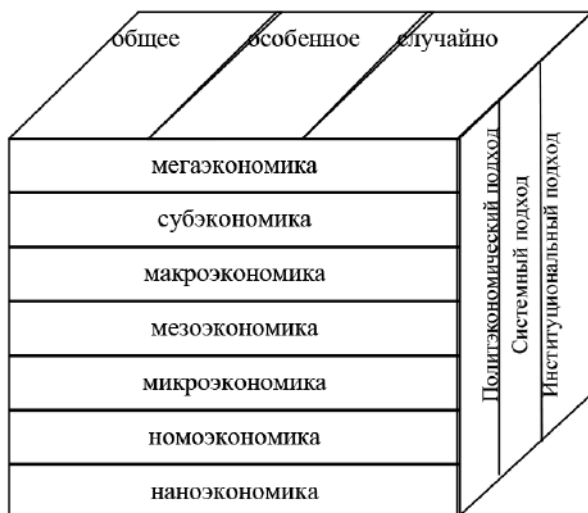 общее особенное случайно
мегаэкономика
субэкономика
макроэкономика
мезоэкономика
микроэкономика
номоэкономика
наноэкономика
Политэкономический подход
Системный подход
Институциональный подход